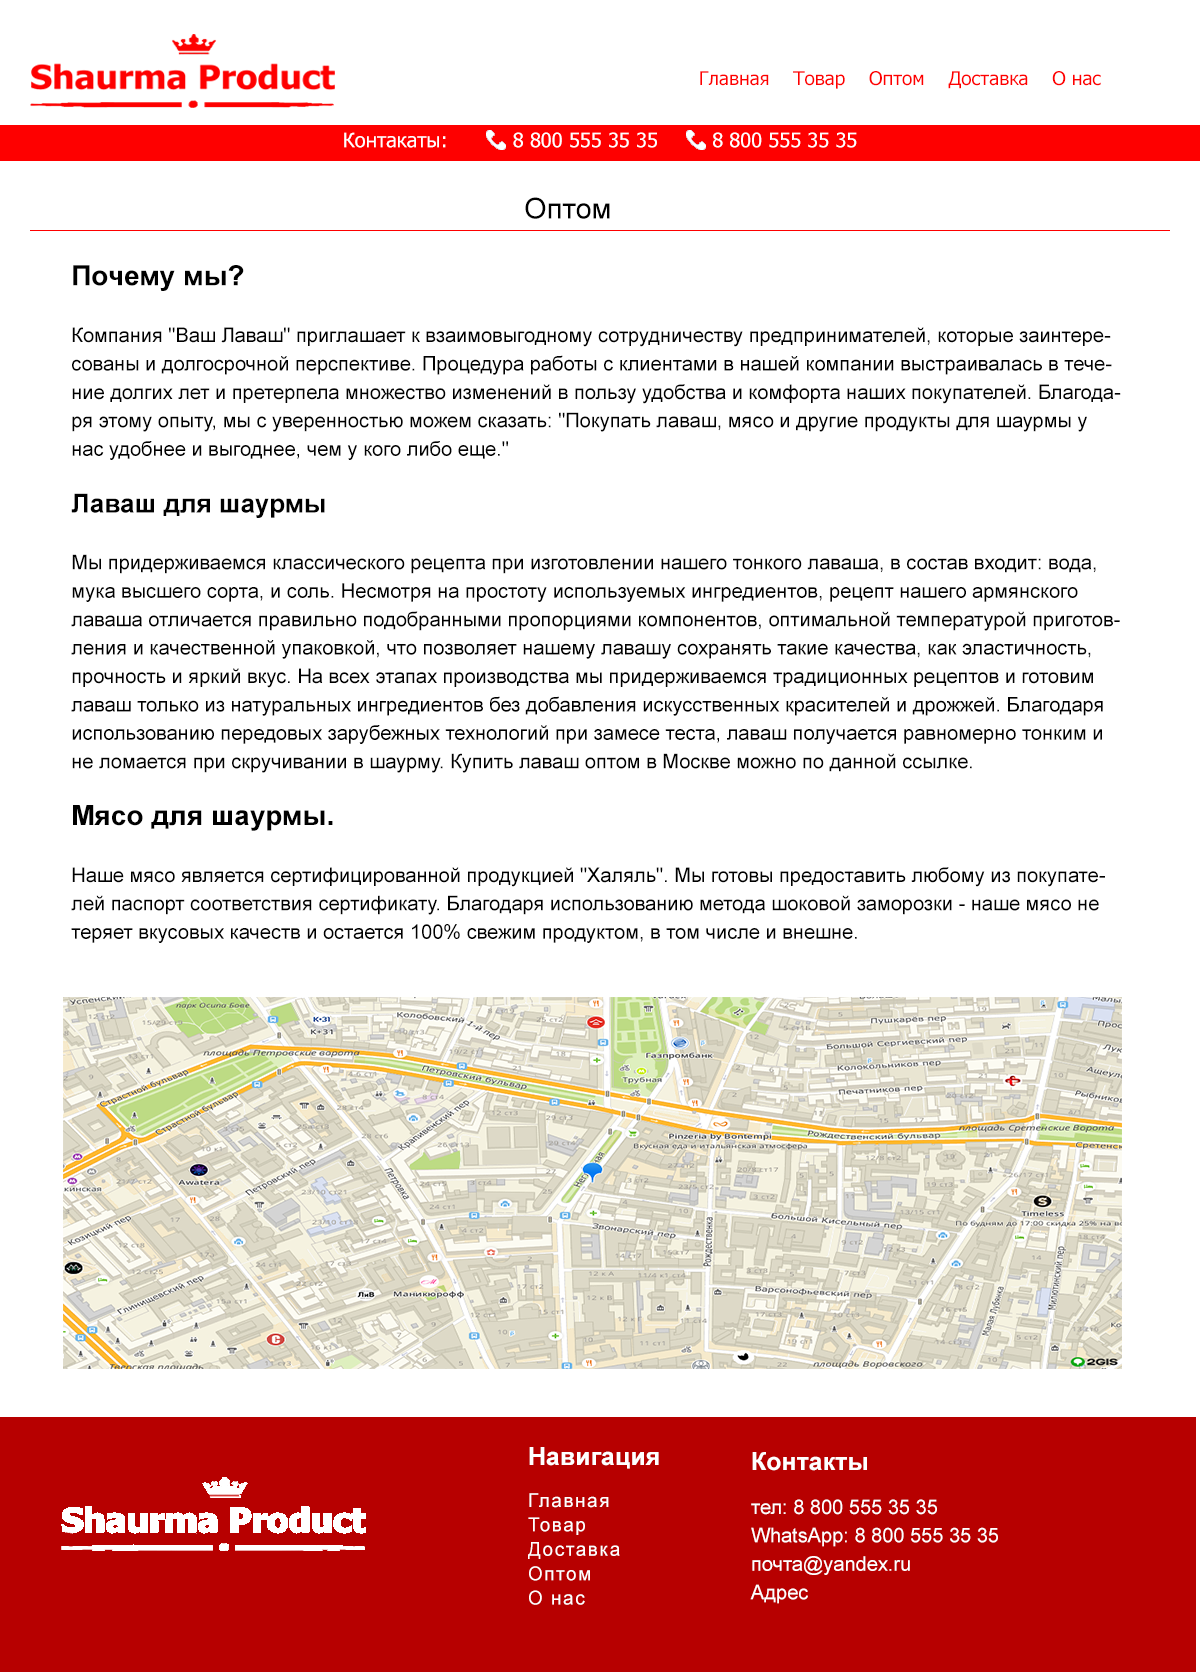 Shaurma Product
Главная Товар Оптом Доставка О нас
Контакаты: 8 800 555 35 35 8 800 555 35 35
Оптом
Почему мы?
Компания "Ваш Лаваш" приглашает к взаимовыгодному сотрудничеству предпринимателей, которые заинтере-
сованы и долгосрочной перспективе. Процедура работы с клиентами в нашей компании выстраивалась в тече-
ние долгих лет и претерпела множество изменений в пользу удобства и комфорта наших покупателей. Благода-
ря этому опыту, мы с уверенностью можем сказать: "Покупать лаваш, мясо и другие продукты для шаурмы у
нас удобнее и выгоднее, чем у кого либо еще."
Лаваш для шаурмы
Мы придерживаемся классического рецепта при изготовлении нашего тонкого лаваша, в состав входит: вода,
мука высшего сорта, и соль. Несмотря на простоту используемых ингредиентов, рецепт нашего армянского
лаваша отличается правильно подобранными пропорциями компонентов, оптимальной температурой приготов-
ления и качественной упаковкой, что позволяет нашему лавашу сохранять такие качества, как эластичность,
прочность и яркий вкус. На всех этапах производства мы придерживаемся традиционных рецептов и готовим
лаваш только из натуральных ингредиентов без добавления искусственных красителей и дрожжей. Благодаря
использованию передовых зарубежных технологий при замесе теста, лаваш получается равномерно тонким и
не ломается при скручивании в шаурму. Купить лаваш оптом в Москве можно по данной ссылке.
Мясо для шаурмы.
Наше мясо является сертифицированной продукцией "Халяль". Мы готовы предоставить любому из покупате-
лей паспорт соответствия сертификату. Благодаря использованию метода шоковой заморозки - наше мясо не
теряет вкусовых качеств и остается 100% свежим продуктом, в том числе и внешне.
Успенский
парк Осипа Бове
К-31
К+31
Колобовский 1-й пер
Газпромбанк
Пушкарёв пер
Большой Сергиевский пер
Колокольников пер
Печатников пер
площадь Петровские ворота
Петровский бульвар
Трубная
Страстной бульвар
Страстной бульвар
Крапивенский пер
Pinzeria by Bontempi
Вкусная еда и итальянская атмосфера
Рождественский бульвар
площадь Сретенские Ворота
Awatera
Петровский пер
Петровка
Timeless
По будням до 17:00 скидка 25% на в
Козицкий пер
Звонарский пер
Рождественка
Большой Кисельный пер
Глинищевский пер
ЛиВ
Маникюрофф
Варсонофьевский пер
Малая Лубянка
Милютинский пер
Тверская площадь
площадь Воровского
2GIS
Shaurma Product
Навигация
Главная
Товар
Доставка
Оптом
О нас
Контакты
тел: 8 800 555 35 35
WhatsApp: 8 800 555 35 35
почта@yandex.ru
Адрес